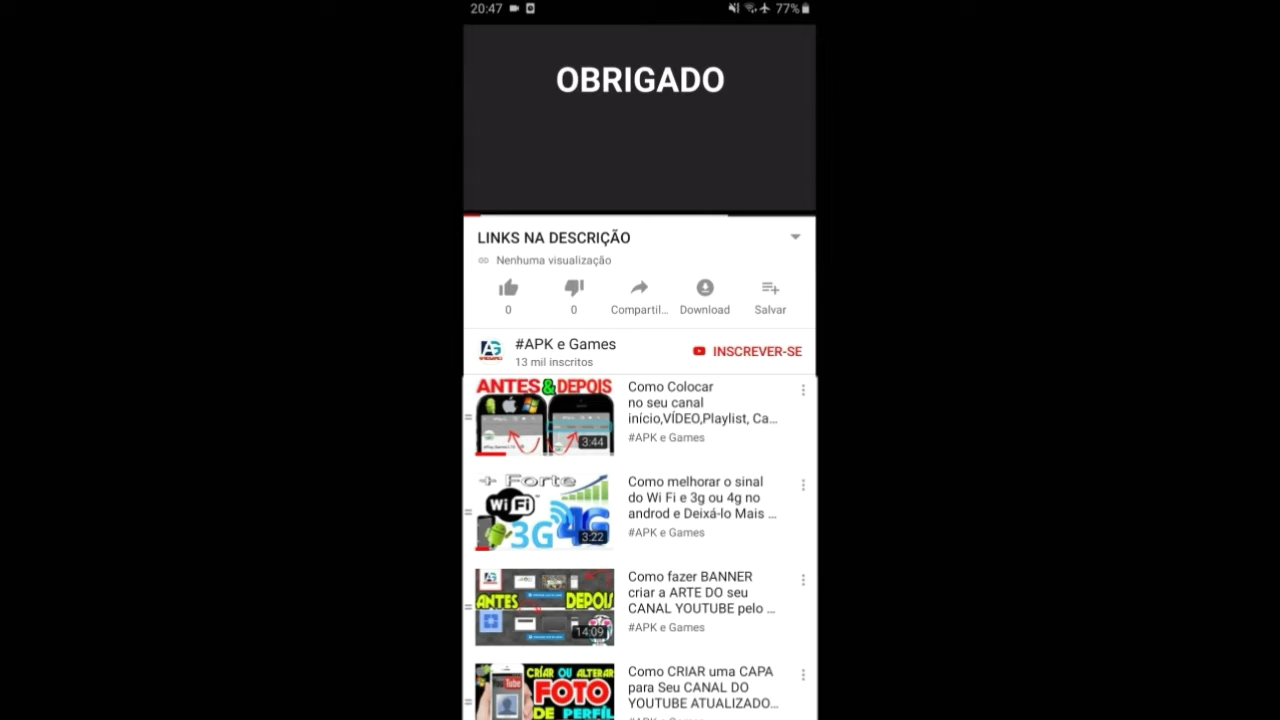 20:47
77%
OBRIGADO
LINKS NA DESCRIÇÃO
Nenhuma visualização
0
0
Compartil...
Download
Salvar
#APK e Games
13 mil inscritos
INSCREVER-SE
ANTES & DEPOIS
3:44
Como Colocar
no seu canal
início,VÍDEO,Playlist, Ca...
#APK e Games
+ Forte
Wi Fi
3G 4G
3:22
Como melhorar o sinal
do Wi Fi e 3g ou 4g no
androd e Deixá-lo Mais ...
#APK e Games
ANTES
DEPOIS
14:09
Como fazer BANNER
criar a ARTE DO seu
CANAL YOUTUBE pelo ...
#APK e Games
CRIAR OU ALTERAR
FOTO
DE PERFIL
Como CRIAR uma CAPA
para Seu CANAL DO
YOUTUBE ATUALIZADO...